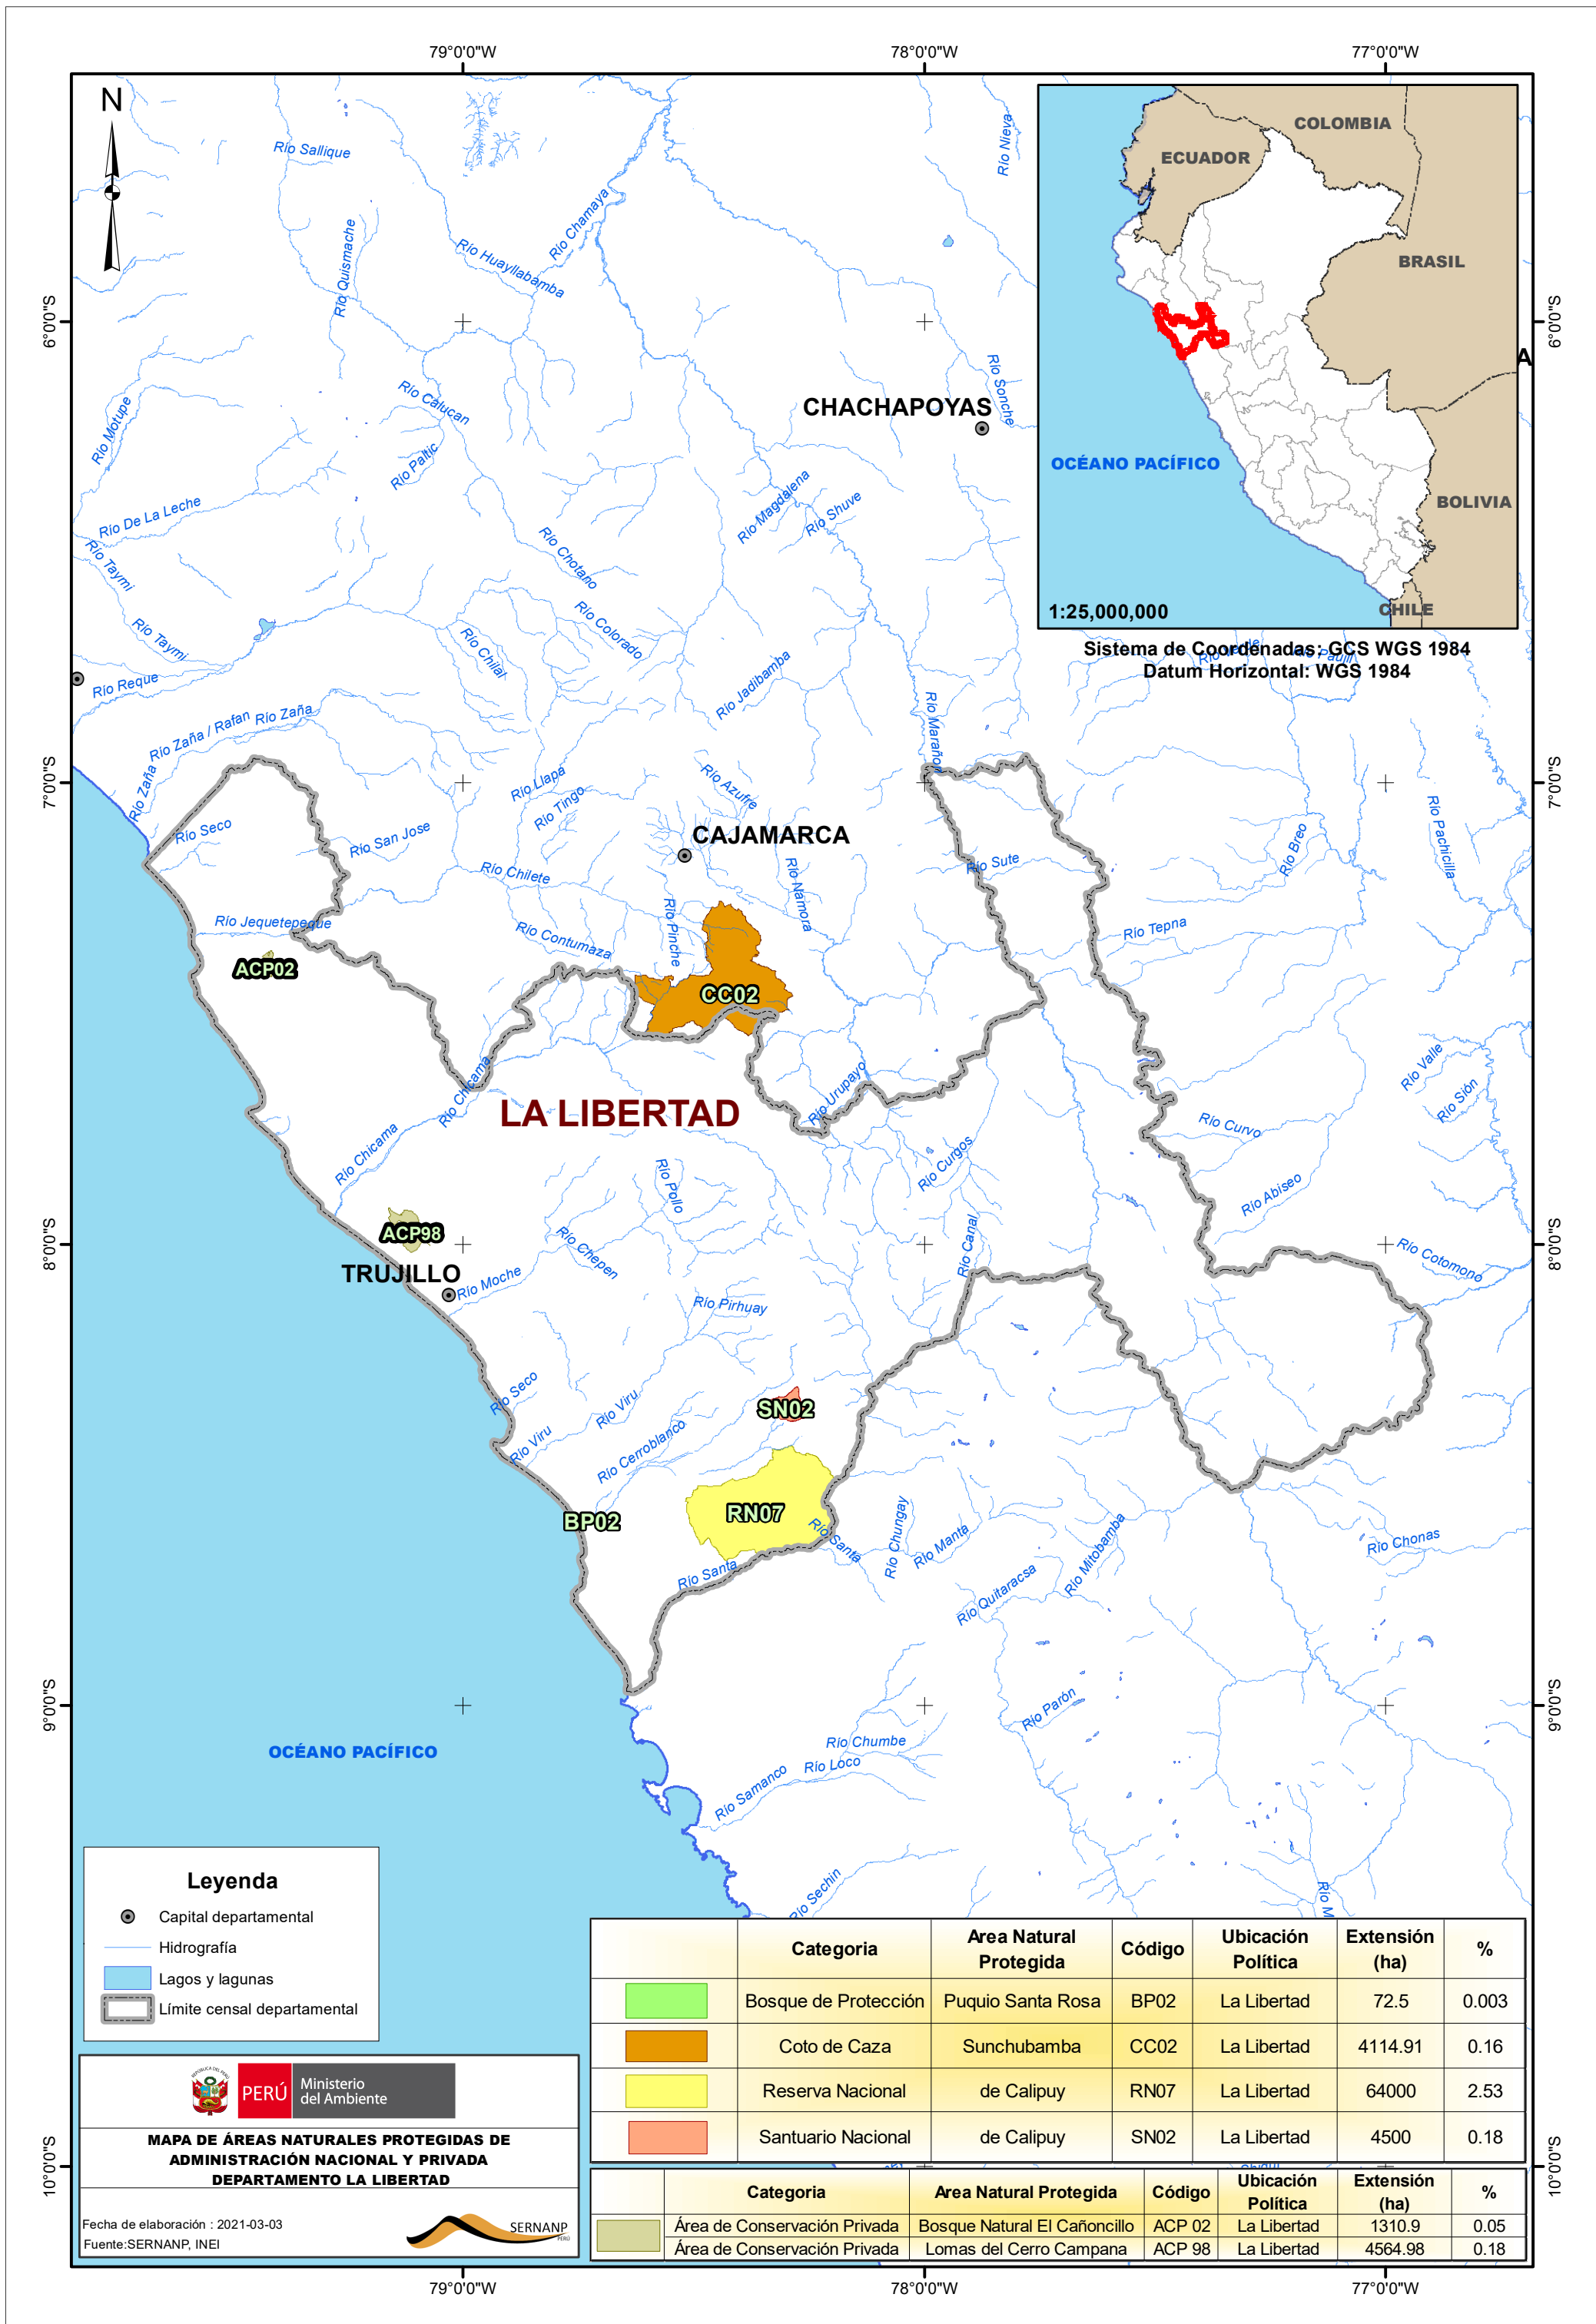 79°0'0"W
78°0'0"W
77°0'0"W
N
Río Sallique
Río Nieva
Río Quismache
Río Chamaya
Río Huayllabamba
COLOMBIA
ECUADOR
BRASIL
6°0'0"S
6°0'0"S
A
OCÉANO PACÍFICO
BOLIVIA
CHILE
1:25,000,000
Sistema de Coordenadas: GCS WGS 1984
Datum Horizontal: WGS 1984
Río Sonche
CHACHAPOYAS
Río Motupe
Río Calucan
Río Paltic
Río De La Leche
Río Magdalena
Río Shuve
Río Taymi
Río Chotano
Río Colorado
Río Taymi
Río Chilal
Río Reque
Río Jadibamba
Río Zaña / Rafan
Río Zaña
Río Marañon
Río Zaña
7°0'0"S
7°0'0"S
Río Llapa
Río Azufre
Río Tingo
Río Seco
Río San Jose
CAJAMARCA
Río Breo
Río Pachicilla
Río Chilete
Río Sute
Río Namora
Río Jequetepeque
Río Pinche
Río Contumaza
Río Tepna
ACP02
CC02
Río Chicama
Río Urupayo
Río Valle
Río Sión
LA LIBERTAD
Río Chicama
Río Curvo
Río Curgos
Río Pollo
Río Abiseo
ACP98
Río Canal
Río Chepen
8°0'0"S
8°0'0"S
Río Cotomono
TRUJILLO
Río Moche
Río Pirhuay
Río Seco
Río Viru
SN02
Río Viru
Río Cerroblanco
BP02
RN07
Río Santa
Río Santa
Río Chungay
Río Manta
Río Mitobamba
Río Chonas
Río Quitaracsa
9°0'0"S
9°0'0"S
Río Parón
OCÉANO PACÍFICO
Río Chumbe
Río Loco
Río Samanco
Río Sechin
Río M
Leyenda
Capital departamental
Hidrografía
Lagos y lagunas
Límite censal departamental
PERÚ Ministerio
del Ambiente
MAPA DE ÁREAS NATURALES PROTEGIDAS DE
ADMINISTRACIÓN NACIONAL Y PRIVADA
DEPARTAMENTO LA LIBERTAD
Fecha de elaboración : 2021-03-03
Fuente:SERNANP, INEI
SERNANP
PERÚ
Categoria Area Natural Protegida Código Ubicación Política Extensión (ha) %
Bosque de Protección Puquio Santa Rosa BP02 La Libertad 72.5 0.003
Coto de Caza Sunchubamba CC02 La Libertad 4114.91 0.16
Reserva Nacional de Calipuy RN07 La Libertad 64000 2.53
Santuario Nacional de Calipuy SN02 La Libertad 4500 0.18
Categoria Area Natural Protegida Código Ubicación Política Extensión (ha) %
Área de Conservación Privada Bosque Natural El Cañoncillo ACP 02 La Libertad 1310.9 0.05
Área de Conservación Privada Lomas del Cerro Campana ACP 98 La Libertad 4564.98 0.18
10°0'0"S
10°0'0"S
79°0'0"W
78°0'0"W
77°0'0"W